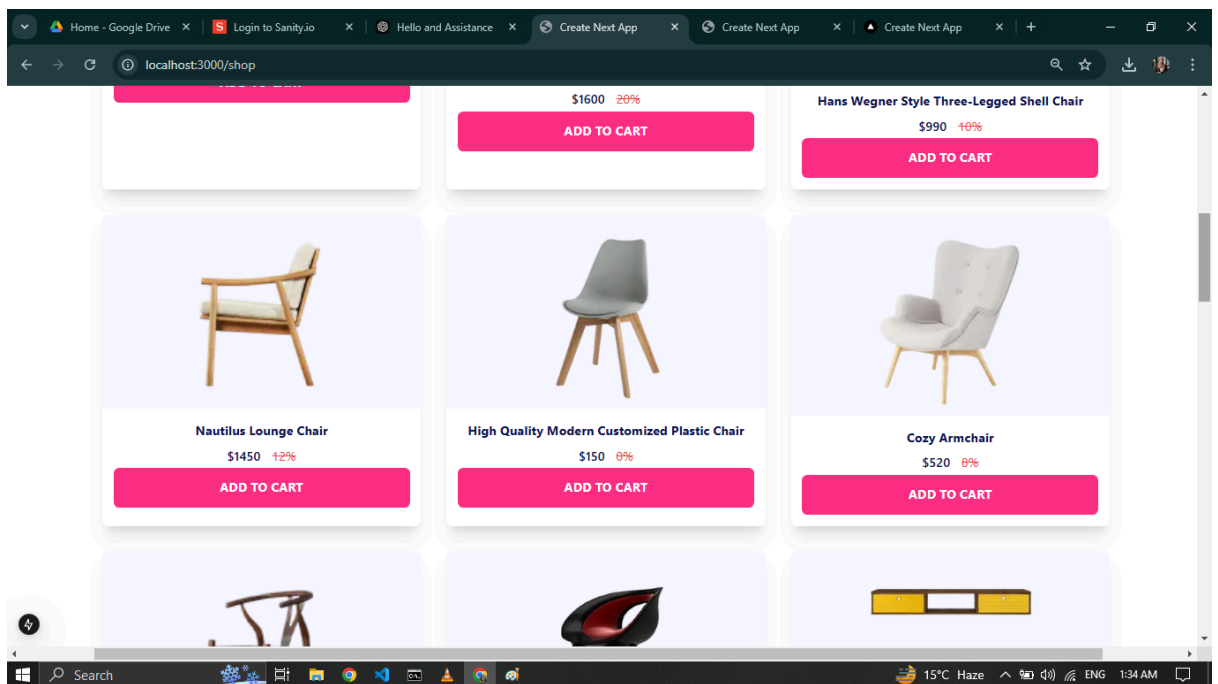 Home - Google Drive
S Login to Sanity.io
Hello and Assistance
Create Next App
Create Next App
Create Next App
localhost:3000/shop
ADD TO CART
$1600 20%
ADD TO CART
Hans Wegner Style Three-Legged Shell Chair
$990 10%
ADD TO CART
Nautilus Lounge Chair
$1450 12%
ADD TO CART
High Quality Modern Customized Plastic Chair
$150 0%
ADD TO CART
Cozy Armchair
$520 8%
ADD TO CART
Search
15°C Haze
ENG
1:34 AM